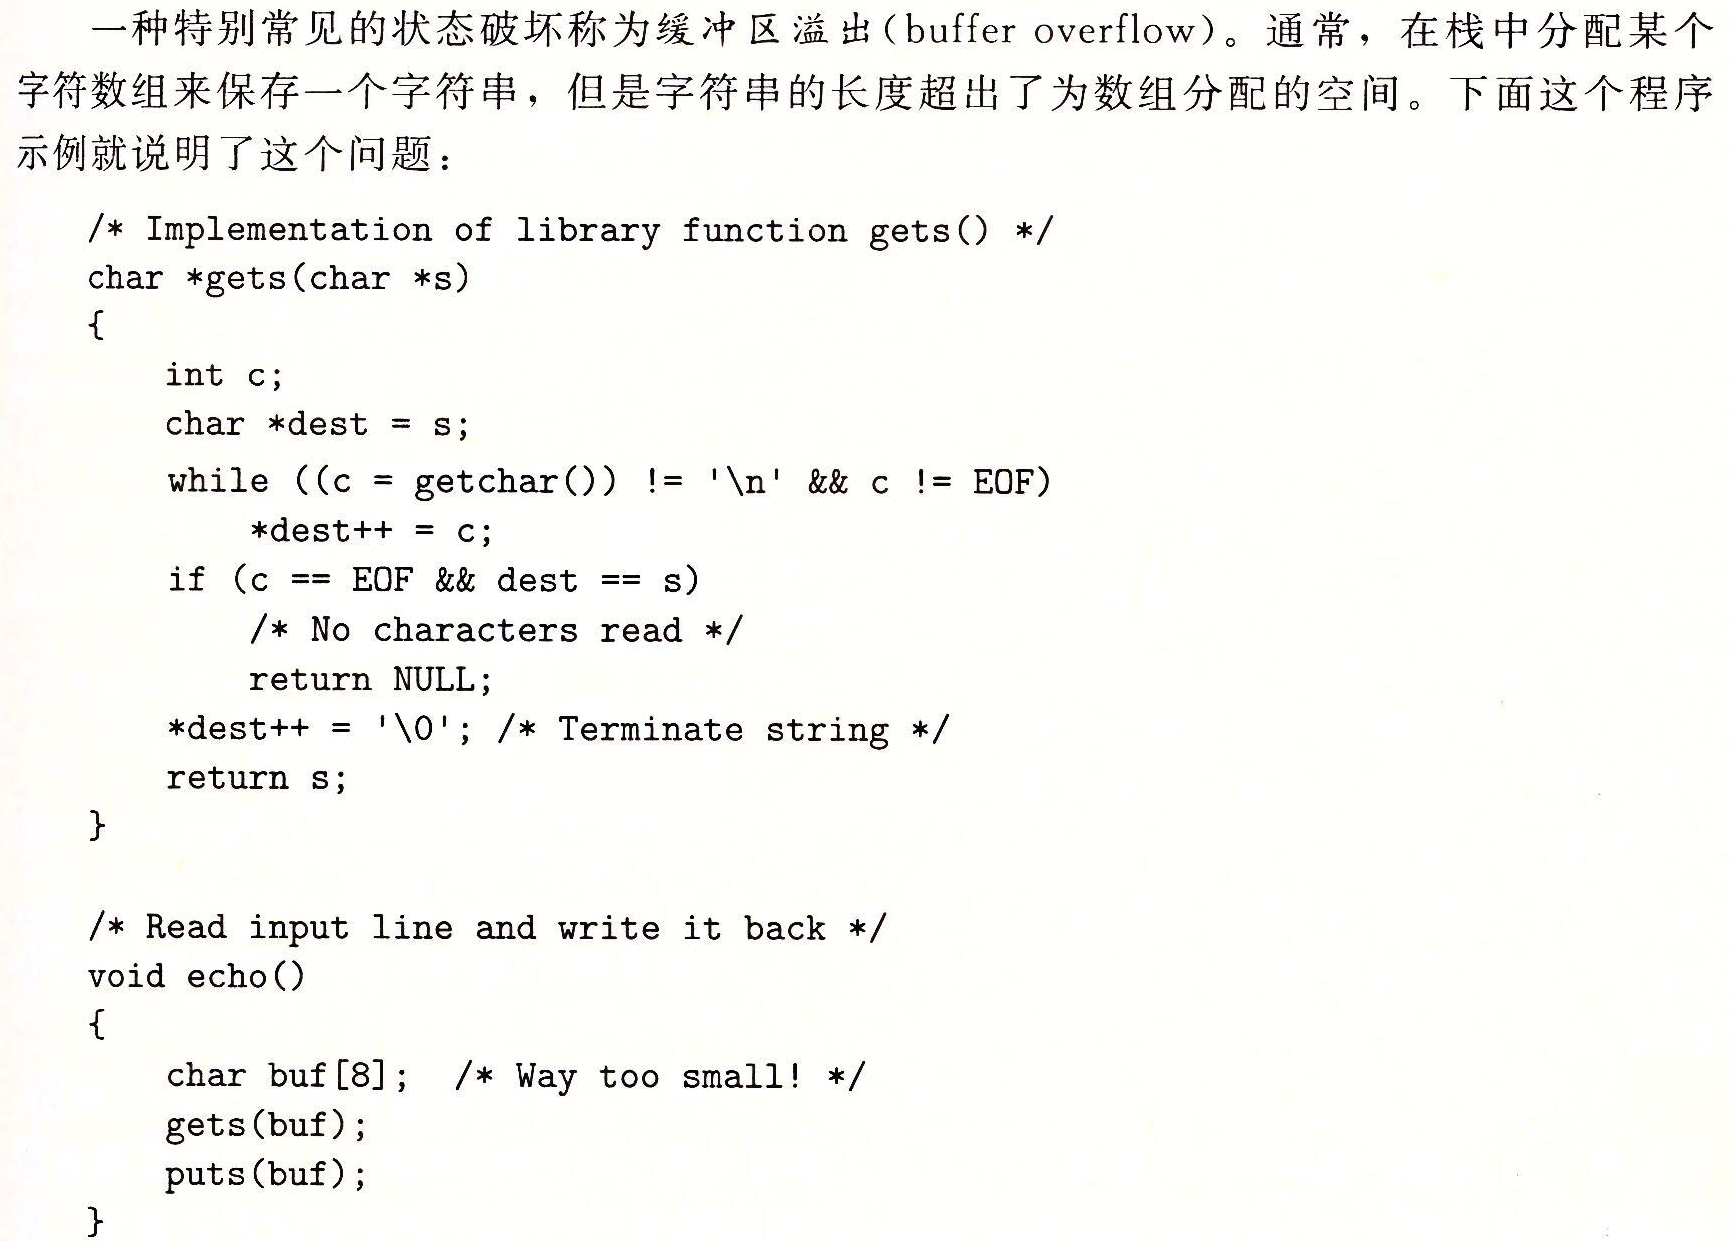 一种特别常见的状态破坏称为缓冲区溢出(buffer overflow)。通常，在栈中分配某个
字符数组来保存一个字符串，但是字符串的长度超出了为数组分配的空间。下面这个程序
示例就说明了这个问题：
/* Implementation of library function gets() */
char *gets(char *s)
{
    int c;
    char *dest = s;
    while ((c = getchar()) != '\n' && c != EOF)
        *dest++ = c;
    if (c == EOF && dest == s)
        /* No characters read */
        return NULL;
    *dest++ = '\0'; /* Terminate string */
    return s;
}
/* Read input line and write it back */
void echo()
{
    char buf[8];  /* Way too small! */
    gets(buf);
    puts(buf);
}